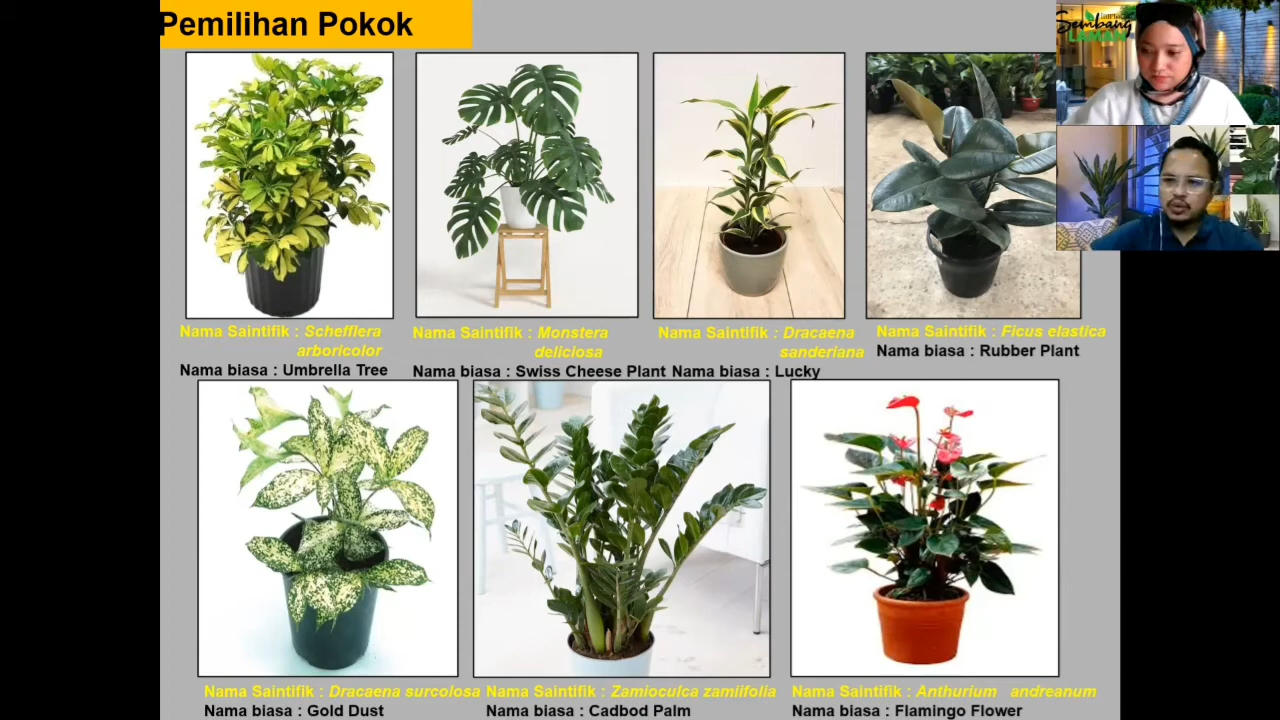 Pemilihan Pokok
Sembang
LAMAN
Nama Saintifik : Schefflera
arboricolor
Nama biasa : Umbrella Tree
Nama Saintifik : Monstera
deliciosa
Nama biasa : Swiss Cheese Plant
Nama Saintifik : Dracaena
sanderiana
Nama biasa : Lucky
Nama Saintifik : Ficus elastica
Nama biasa : Rubber Plant
Nama Saintifik : Dracaena surcolosa
Nama biasa : Gold Dust
Nama Saintifik : Zamioculca zamiifolia
Nama biasa : Cadbod Palm
Nama Saintifik : Anthurium andreanum
Nama biasa : Flamingo Flower